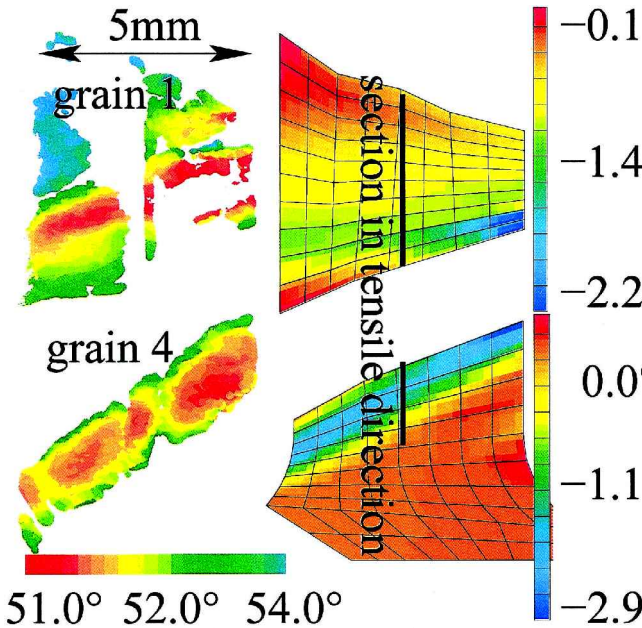 5mm
grain 1
grain 4
51.0° 52.0° 54.0°
section in tensile direction
−0.1
−1.4
−2.2
0.0
−1.1
−2.9